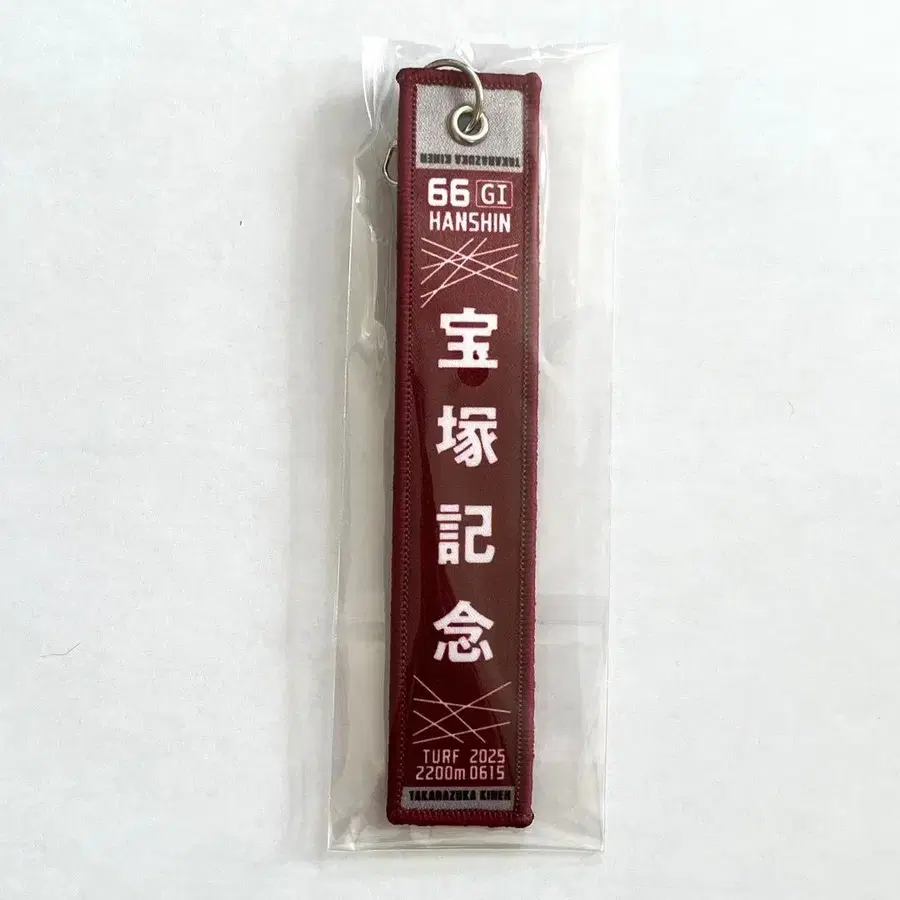 TAKARAZUKA KINEN
66 GI
HANSHIN
宝塚記念
TURF 2025
2200m 0615
TAKARAZUKA KINEN